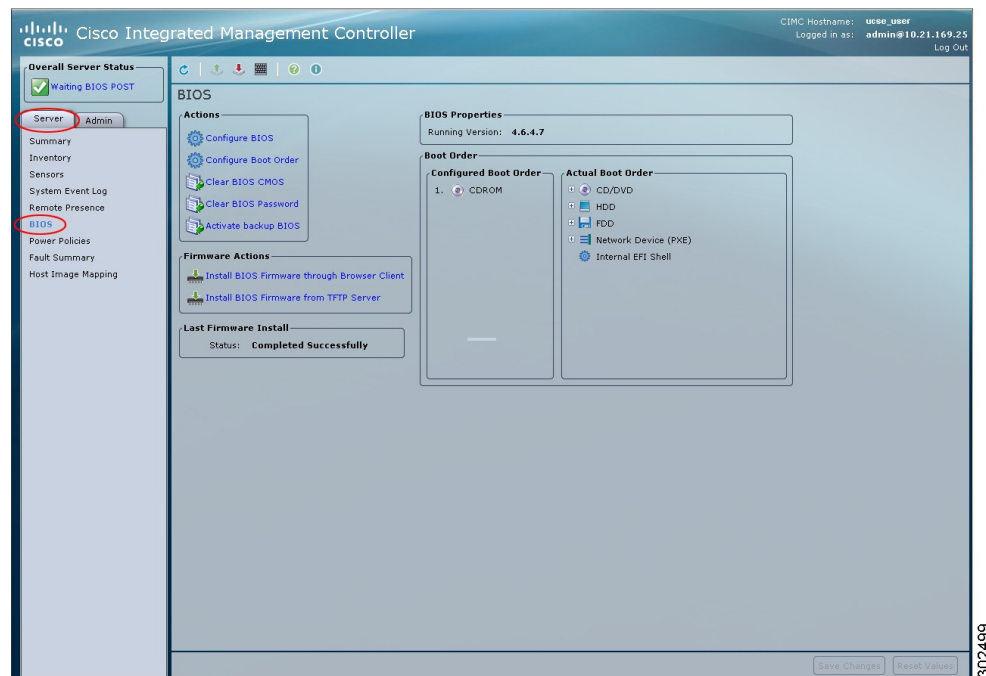 CISCO
Cisco Integrated Management Controller
CIMC Hostname: ucse_user
Logged in as: admin@10.21.169.25
Log Out
Overall Server Status
Waiting BIOS POST
Server
Admin
Summary
Inventory
Sensors
System Event Log
Remote Presence
BIOS
Power Policies
Fault Summary
Host Image Mapping
BIOS
Actions
Configure BIOS
Configure Boot Order
Clear BIOS CMOS
Clear BIOS Password
Activate backup BIOS
Firmware Actions
Install BIOS Firmware through Browser Client
Install BIOS Firmware from TFTP Server
Last Firmware Install
Status: Completed Successfully
BIOS Properties
Running Version: 4.6.4.7
Boot Order
Configured Boot Order
1. CDROM
Actual Boot Order
CD/DVD
HDD
FDD
Network Device (PXE)
Internal EFI Shell
Save Changes
Reset Values
302499